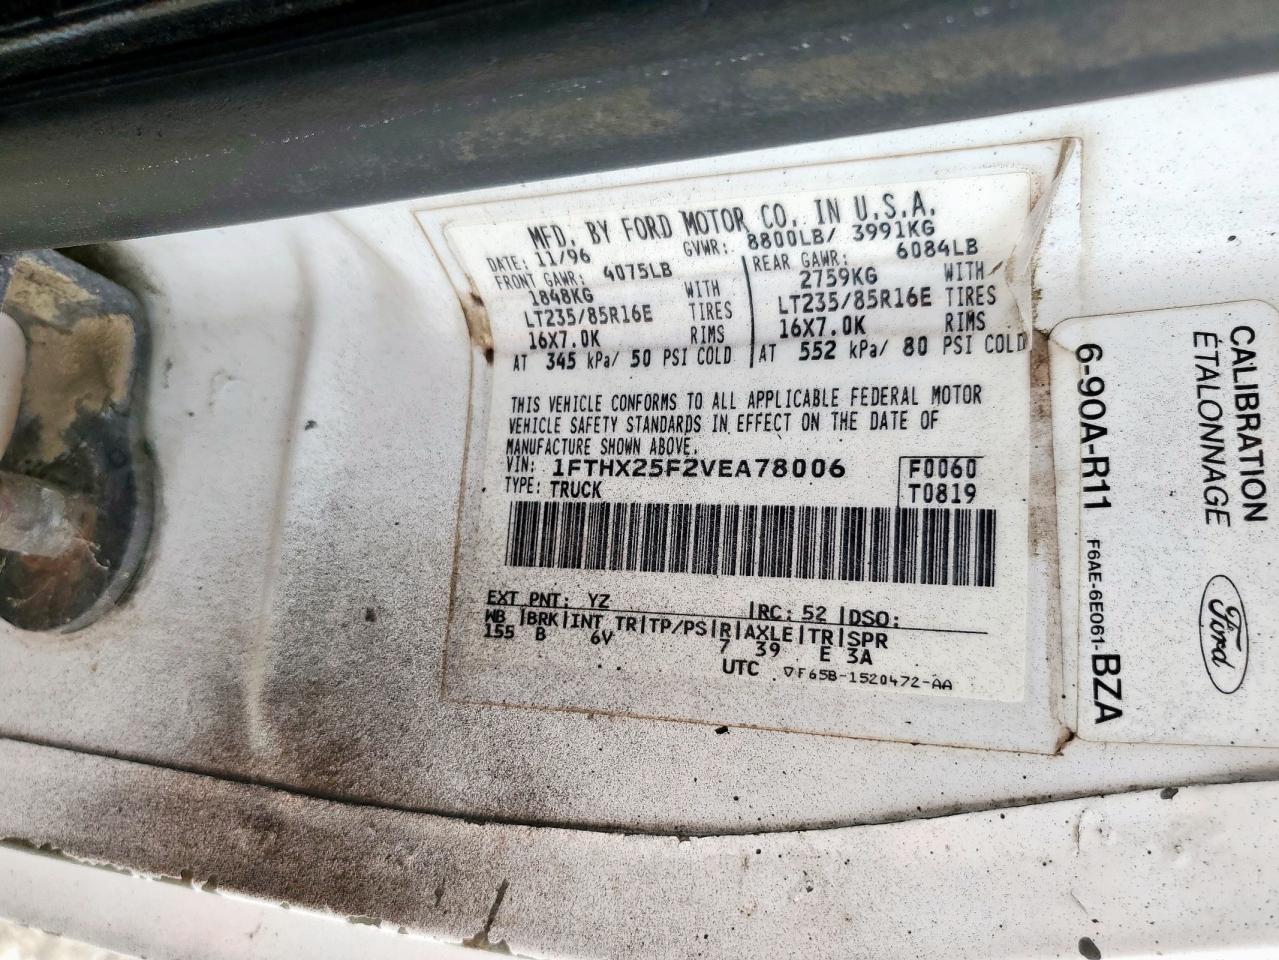 MFD. BY FORD MOTOR CO. IN U.S.A.
DATE: 11/96 GVWR: 8800LB/ 3991KG
FRONT GAWR: 4075LB REAR GAWR: 6084LB
1848KG WITH 2759KG WITH
LT235/85R16E TIRES LT235/85R16E TIRES
16X7.0K RIMS 16X7.0K RIMS
AT 345 kPa/ 50 PSI COLD AT 552 kPa/ 80 PSI COLD
THIS VEHICLE CONFORMS TO ALL APPLICABLE FEDERAL MOTOR
VEHICLE SAFETY STANDARDS IN EFFECT ON THE DATE OF
MANUFACTURE SHOWN ABOVE.
VIN: 1FTHX25F2VEA78006 F0060
TYPE: TRUCK T0819
EXT PNT: YZ RC: 52 DSO:
WB BRK INT TR TP/PS R AXLE TR SPR
155 B 6V 7 39 E 3A
UTC ▽F65B-1520472-AA
CALIBRATION
ÉTALONNAGE
6-90A-R11
F6AE-6E061-BZA
Ford